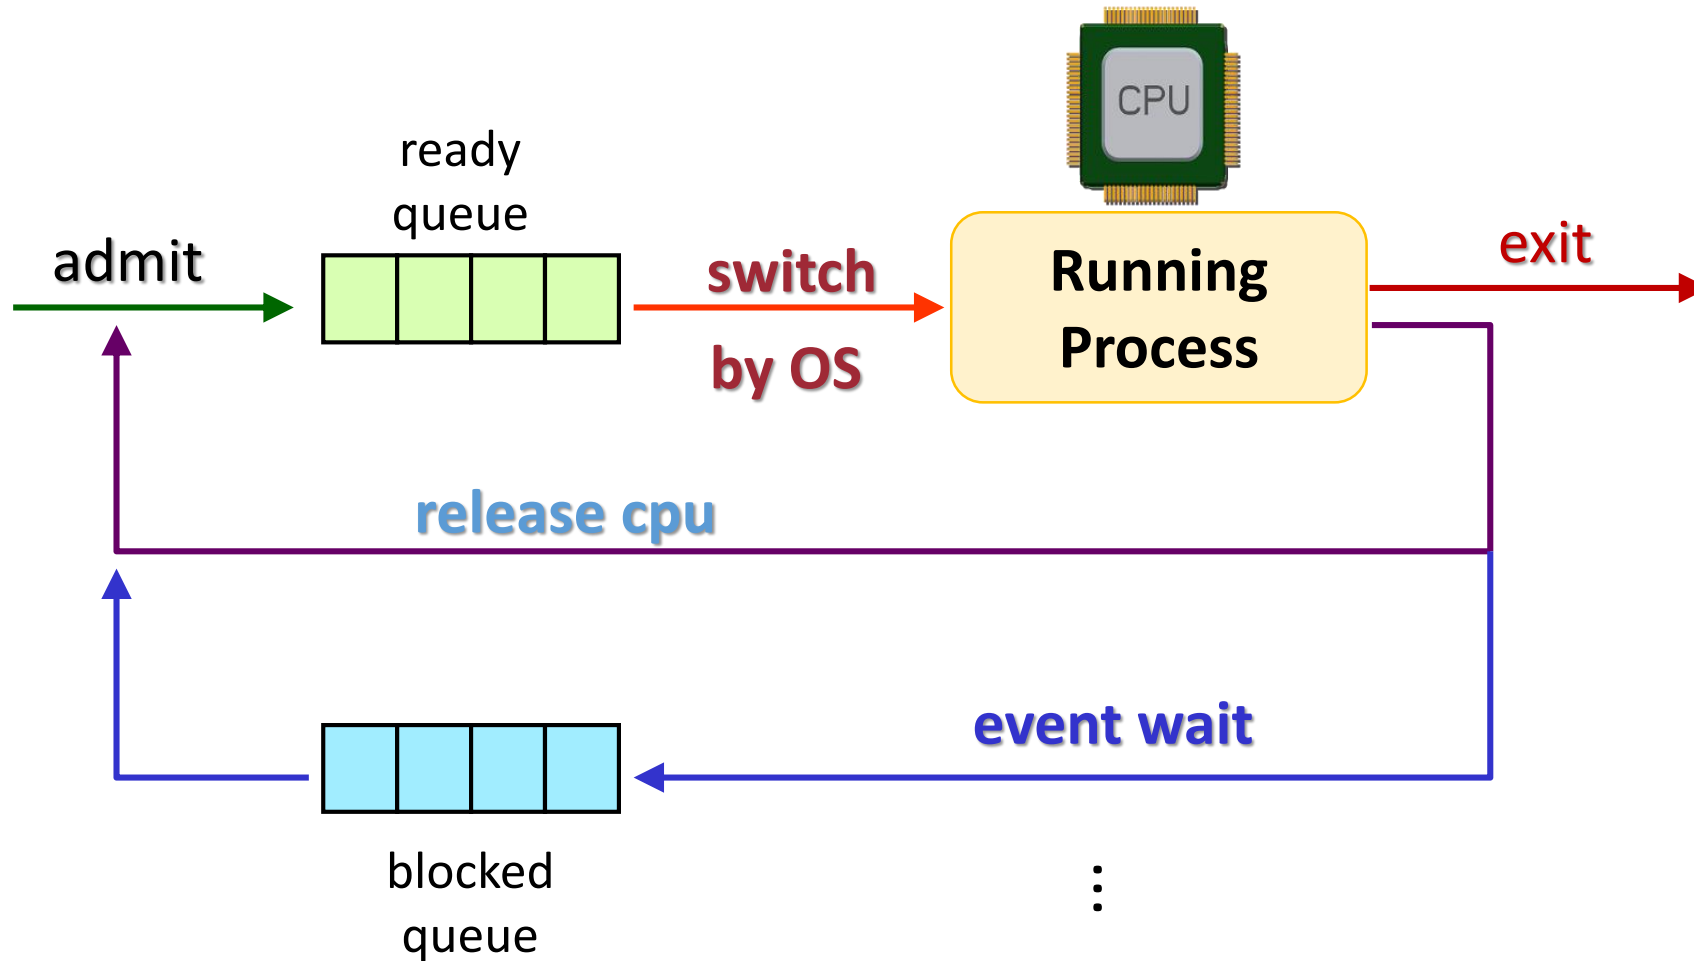 CPU
ready
queue
admit
switch
by OS
Running
Process
exit
release cpu
event wait
blocked
queue
⋮